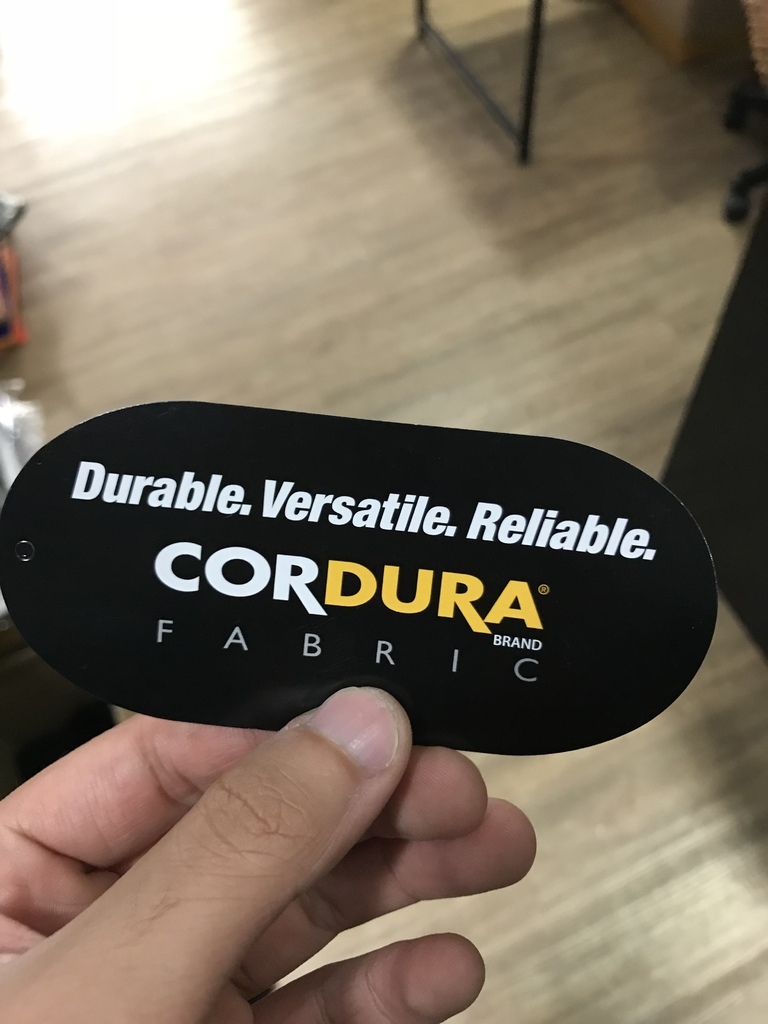 Durable. Versatile. Reliable.
CORDURA®
BRAND
FABRIC